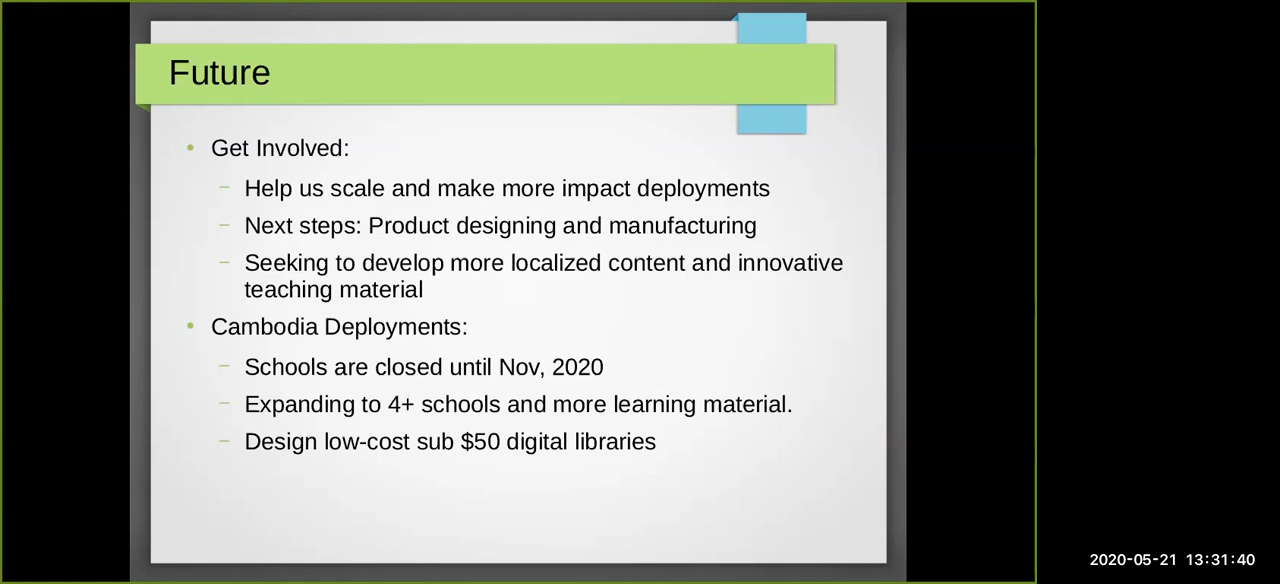 Future
• Get Involved:
– Help us scale and make more impact deployments
– Next steps: Product designing and manufacturing
– Seeking to develop more localized content and innovative
teaching material
• Cambodia Deployments:
– Schools are closed until Nov, 2020
– Expanding to 4+ schools and more learning material.
– Design low-cost sub $50 digital libraries
2020-05-21 13:31:40